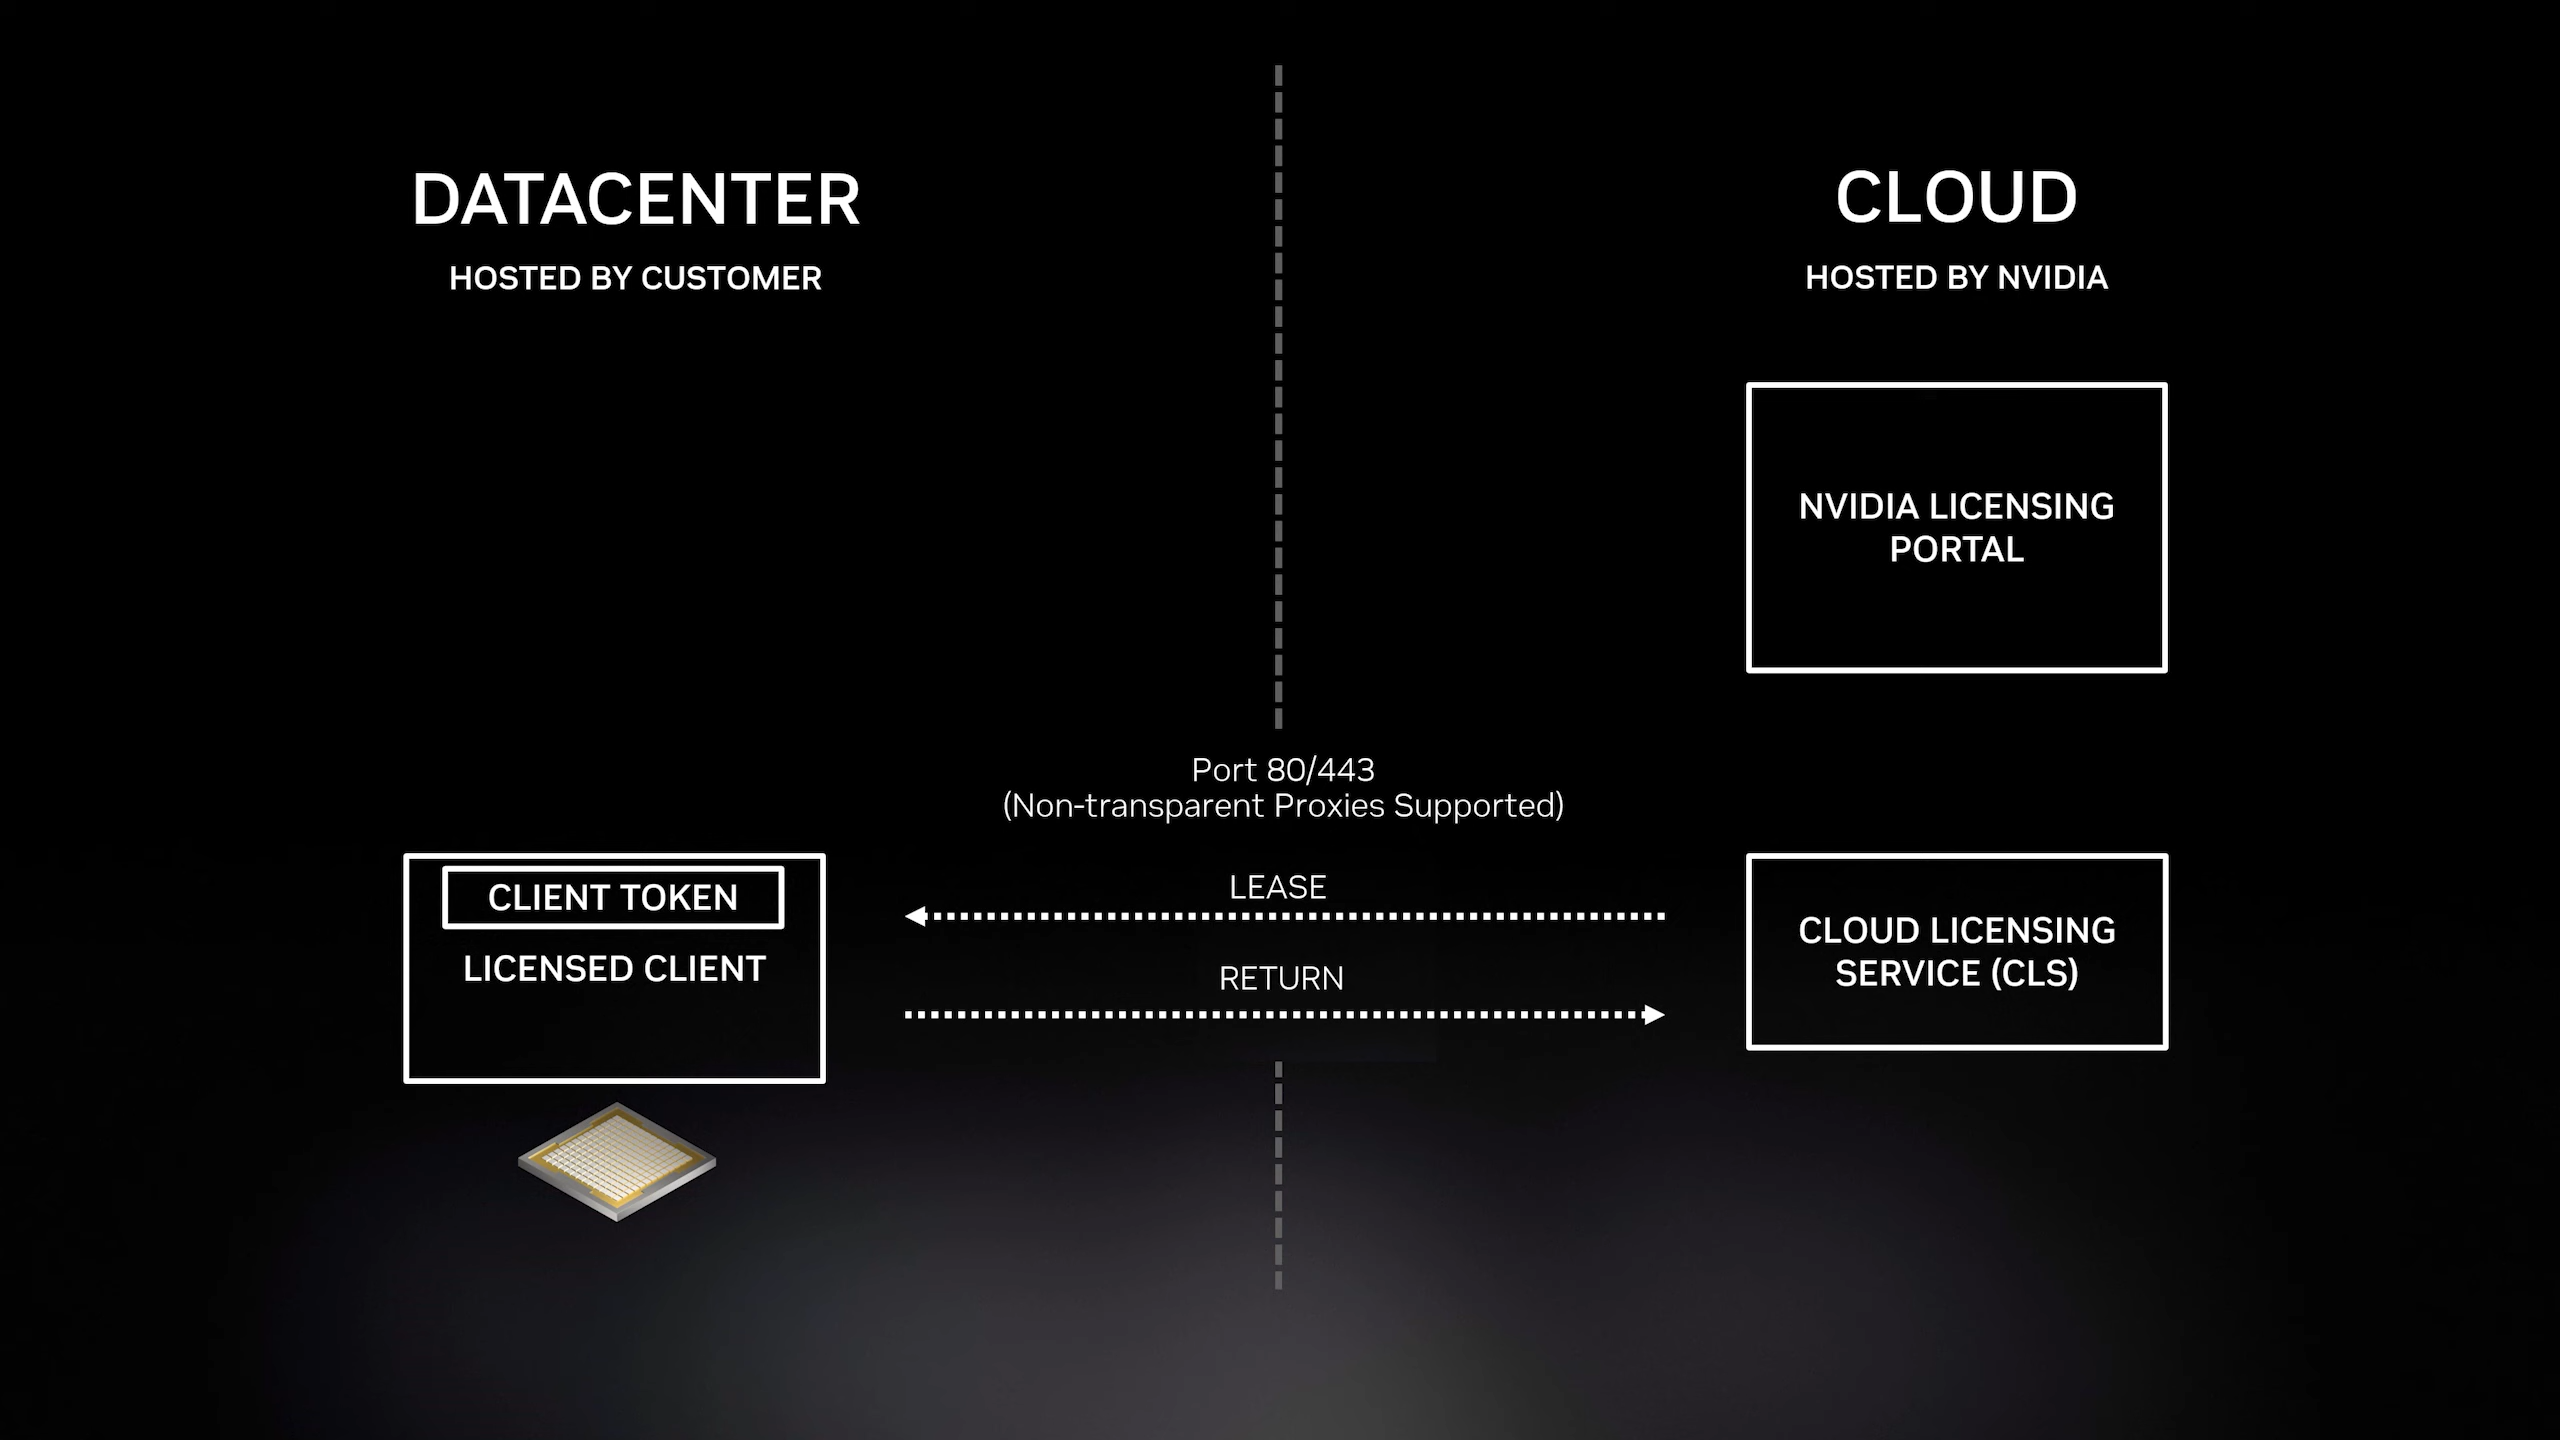 DATACENTER
HOSTED BY CUSTOMER
CLOUD
HOSTED BY NVIDIA
NVIDIA LICENSING
PORTAL
Port 80/443
(Non-transparent Proxies Supported)
CLIENT TOKEN
LICENSED CLIENT
LEASE
RETURN
CLOUD LICENSING
SERVICE (CLS)